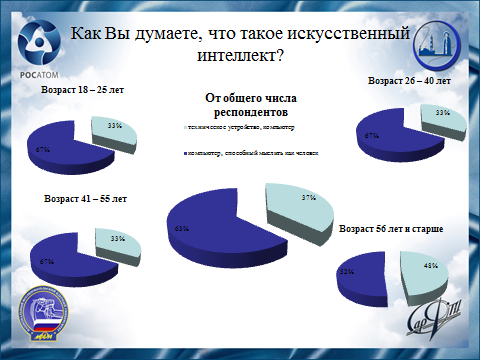 Как Вы думаете, что такое искусственный
интеллект?
РОСАТОМ
Возраст 18 – 25 лет
33%
67%
От общего числа
респондентов
техническое устройство, компьютер
компьютер, способный мыслить как человек
Возраст 26 – 40 лет
33%
67%
Возраст 41 – 55 лет
33%
67%
37%
63%
Возраст 56 лет и старше
48%
52%
СарФТИ